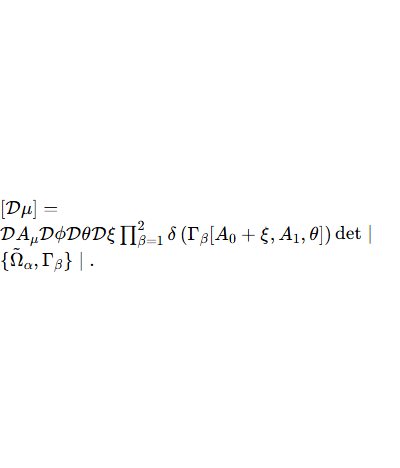 [𝒟μ] =
𝒟A_μ𝒟ϕ𝒟θ𝒟ξ ∏_{β=1}^{2} δ (Γ_β[A_0 + ξ, A_1, θ]) det |
{Ω̃_α, Γ_β} | .